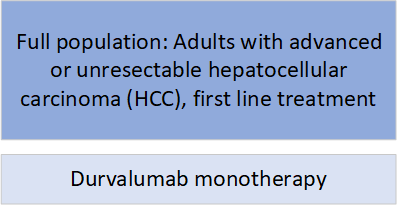 Full population: Adults with advanced
or unresectable hepatocellular
carcinoma (HCC), first line treatment
Durvalumab monotherapy